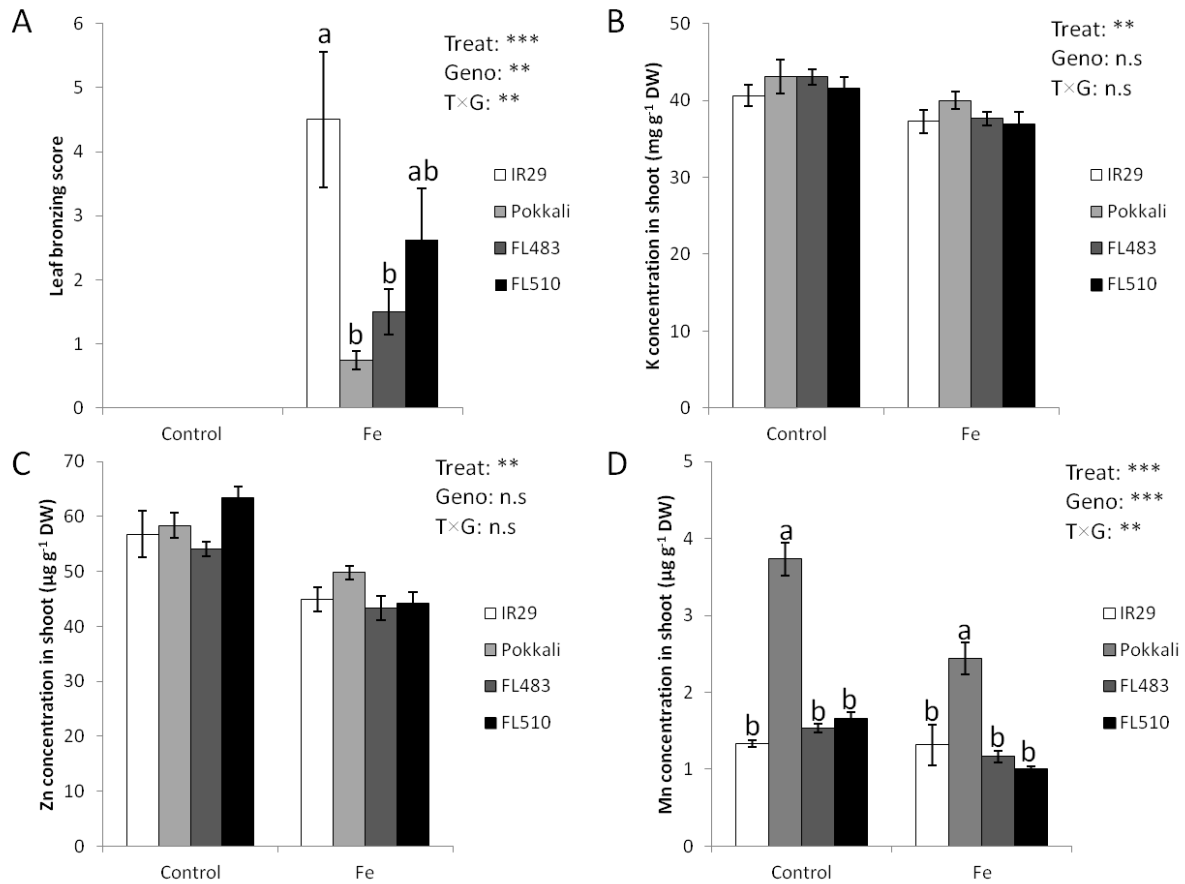 A
Leaf bronzing score
6
5
4
3
2
1
0
a
b
b
ab
Treat: ***
Geno: **
T×G: **
IR29
Pokkali
FL483
FL510
Control Fe
B
K concentration in shoot (mg g⁻¹ DW)
50
40
30
20
10
0
Treat: **
Geno: n.s
T×G: n.s
IR29
Pokkali
FL483
FL510
Control Fe
C
Zn concentration in shoot (µg g⁻¹ DW)
70
60
50
40
30
20
10
0
Treat: **
Geno: n.s
T×G: n.s
IR29
Pokkali
FL483
FL510
Control Fe
D
Mn concentration in shoot (µg g⁻¹ DW)
5
4
3
2
1
0
b
a
b
b
b
a
b
b
Treat: ***
Geno: ***
T×G: **
IR29
Pokkali
FL483
FL510
Control Fe